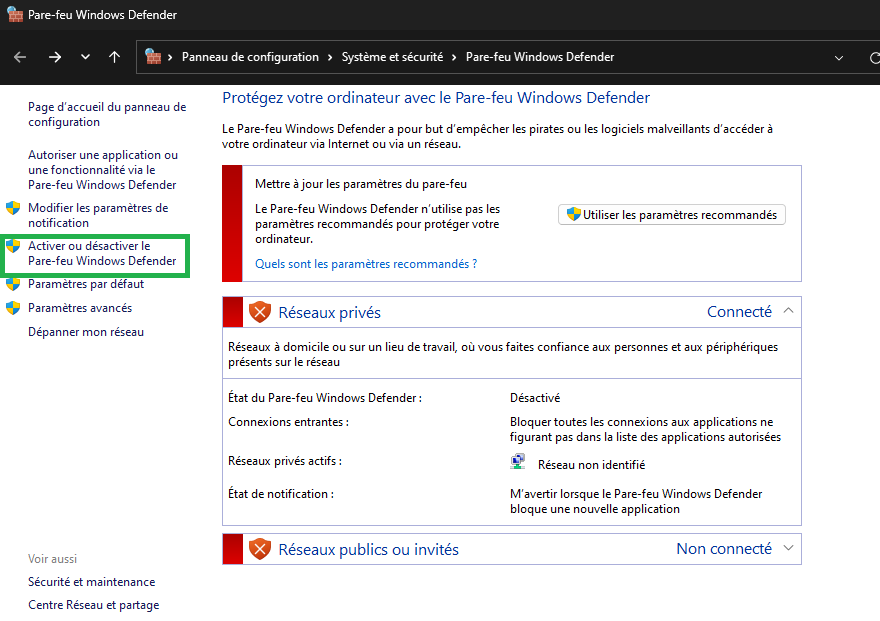 Pare-feu Windows Defender
Panneau de configuration
Système et sécurité
Pare-feu Windows Defender
Page d'accueil du panneau de
configuration
Autoriser une application ou
une fonctionnalité via le
Pare-feu Windows Defender
Modifier les paramètres de
notification
Activer ou désactiver le
Pare-feu Windows Defender
Paramètres par défaut
Paramètres avancés
Dépanner mon réseau
Voir aussi
Sécurité et maintenance
Centre Réseau et partage
Protégez votre ordinateur avec le Pare-feu Windows Defender
Le Pare-feu Windows Defender a pour but d'empêcher les pirates ou les logiciels malveillants d'accéder à
votre ordinateur via Internet ou via un réseau.
Mettre à jour les paramètres du pare-feu
Le Pare-feu Windows Defender n'utilise pas les
paramètres recommandés pour protéger votre
ordinateur.
Utiliser les paramètres recommandés
Quels sont les paramètres recommandés ?
Réseaux privés
Connecté
Réseaux à domicile ou sur un lieu de travail, où vous faites confiance aux personnes et aux périphériques
présents sur le réseau
État du Pare-feu Windows Defender :
Désactivé
Connexions entrantes :
Bloquer toutes les connexions aux applications ne
figurant pas dans la liste des applications autorisées
Réseaux privés actifs :
Réseau non identifié
État de notification :
M'avertir lorsque le Pare-feu Windows Defender
bloque une nouvelle application
Réseaux publics ou invités
Non connecté